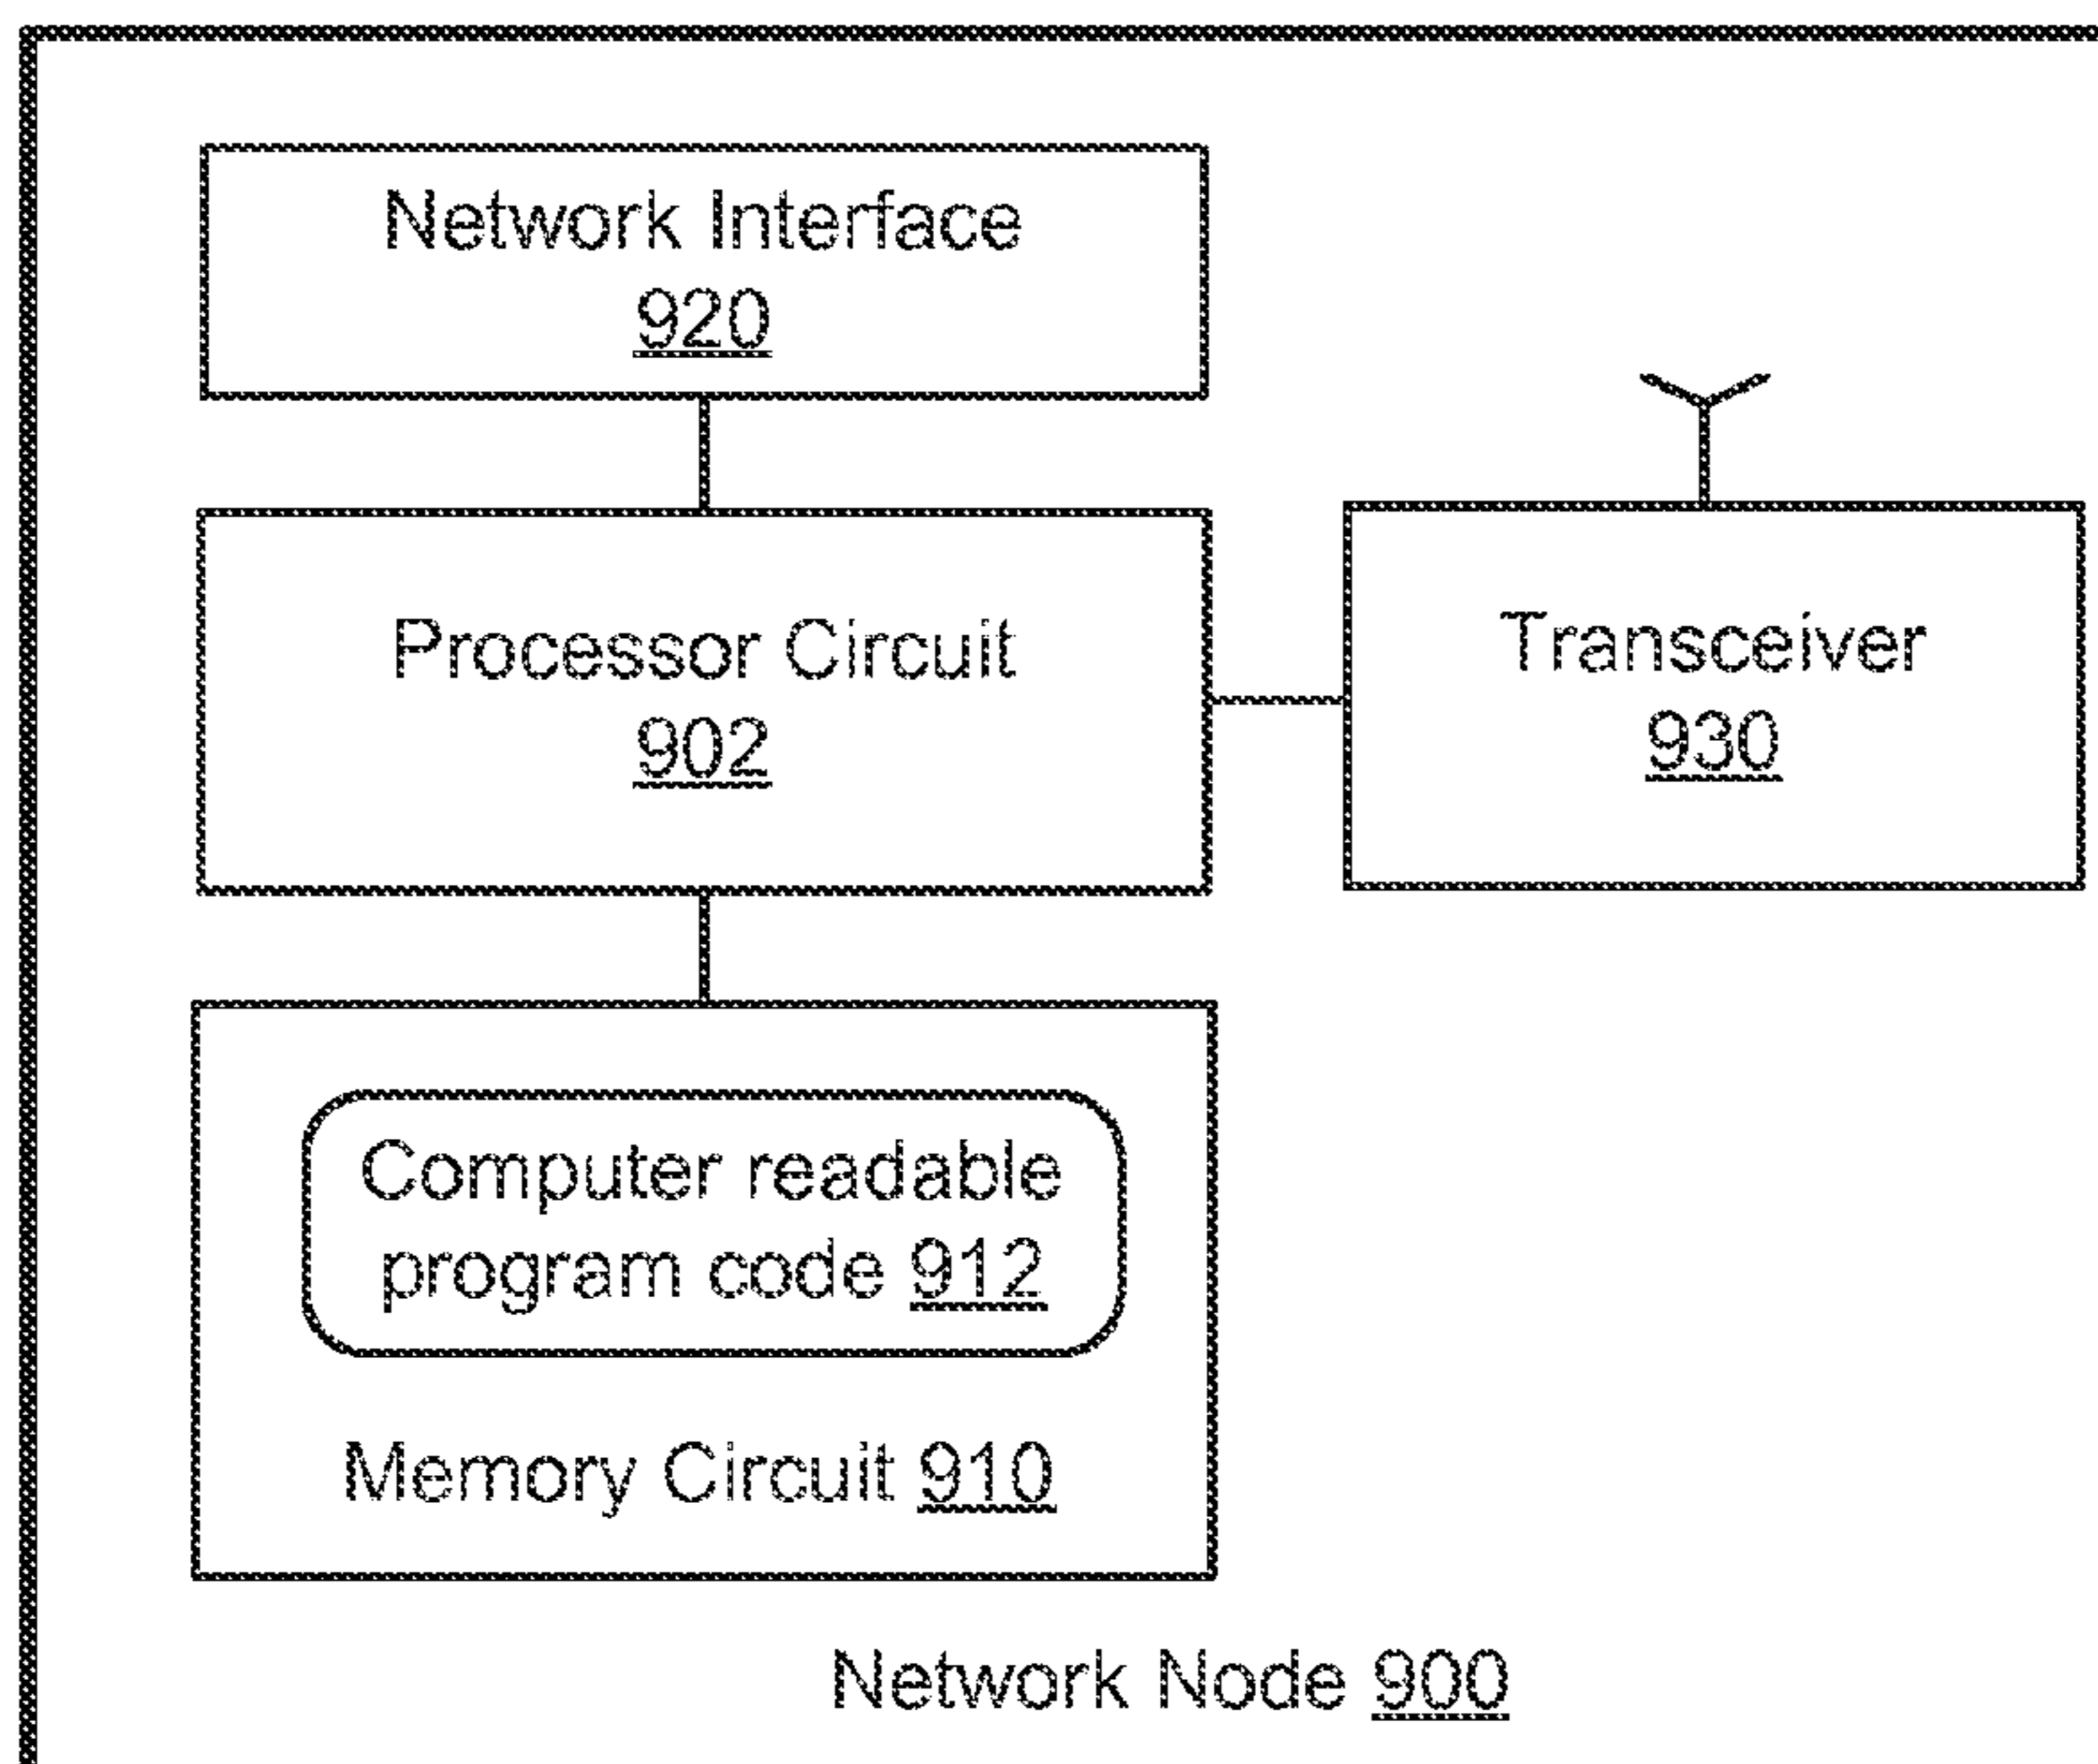 Network Interface
920
Processor Circuit
902
Transceiver
930
Computer readable
program code 912
Memory Circuit 910
Network Node 900